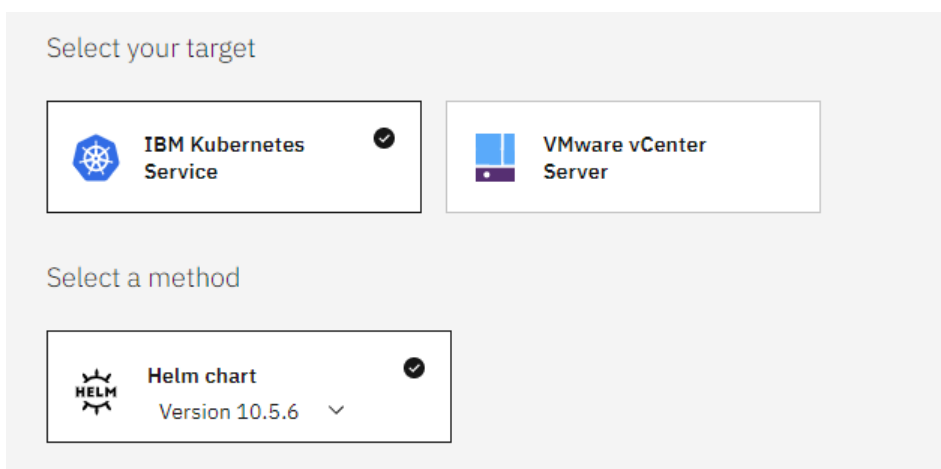 Select your target
IBM Kubernetes
Service
VMware vCenter
Server
Select a method
Helm chart
HELM
Version 10.5.6